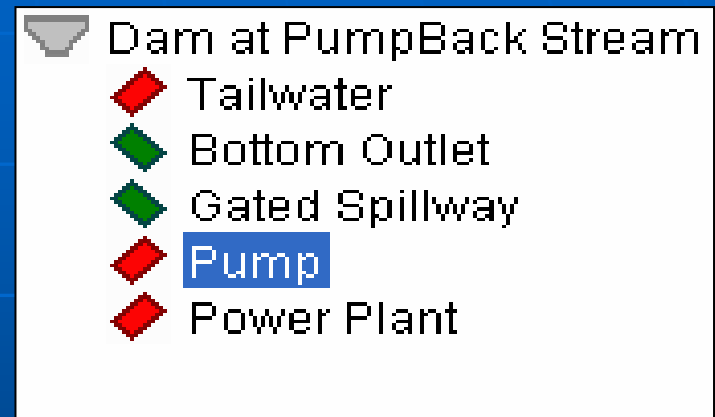 Dam at PumpBack Stream
Tailwater
Bottom Outlet
Gated Spillway
Pump
Power Plant